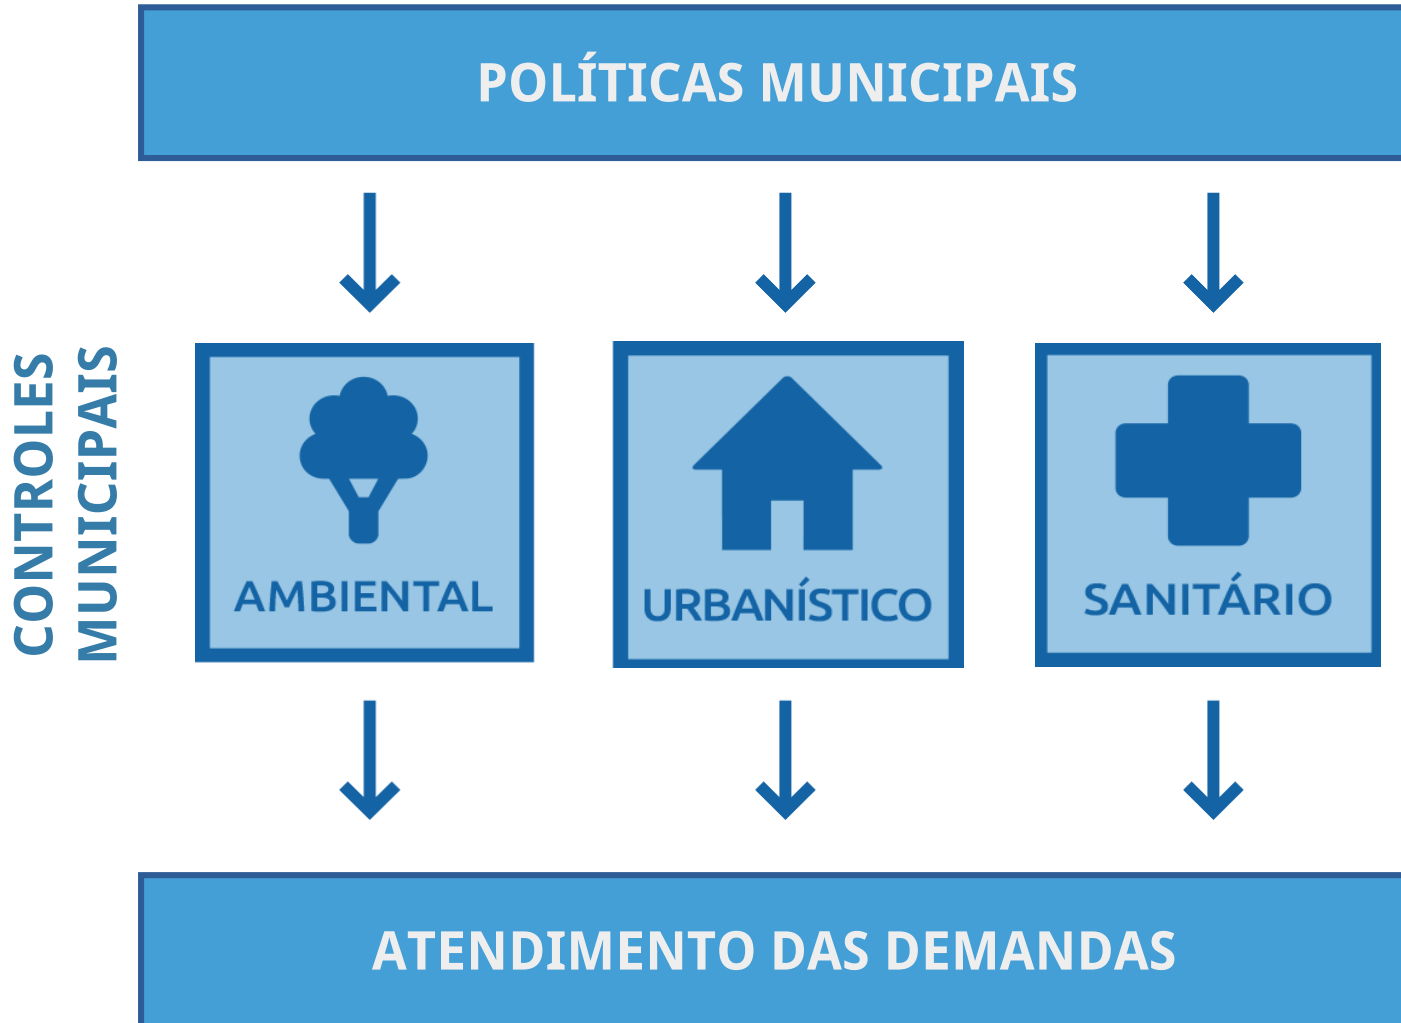 POLÍTICAS MUNICIPAIS
CONTROLES
MUNICIPAIS
AMBIENTAL
URBANÍSTICO
SANITÁRIO
ATENDIMENTO DAS DEMANDAS